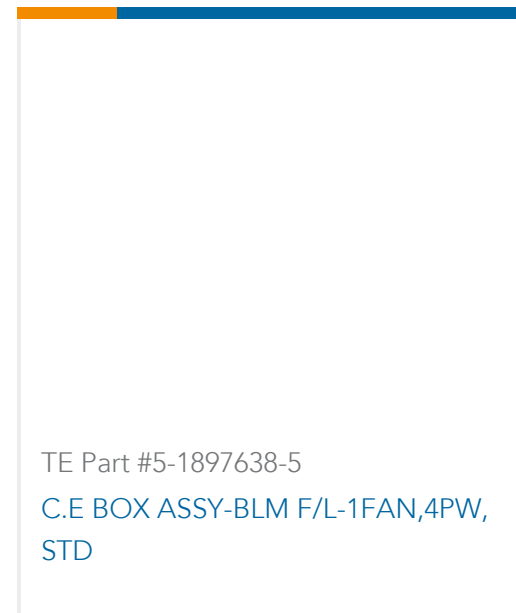 TE Part #5-1897638-5
C.E BOX ASSY-BLM F/L-1FAN,4PW,
STD